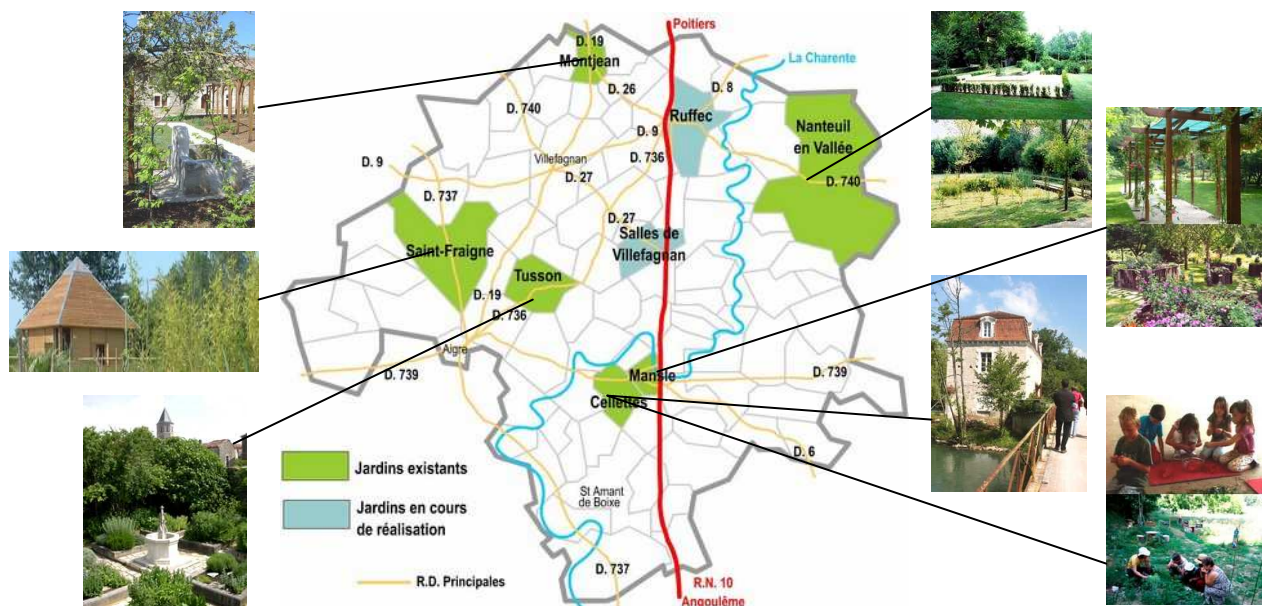 Poitiers
D. 19
Montjean
La Charente
D. 26
D. 8
D. 740
Ruffec
Nanteuil
en Vallée
D. 9
D. 9
Villefagnan
D. 736
D. 27
D. 740
D. 737
D. 27
Saint-Fraigne
Salles de
Villefagnan
Tusson
D. 19
D. 736
Aigre
D. 739
Mansle
D. 739
Cellettes
D. 6
Jardins existants
St Amant
de Boixe
Jardins en cours
de réalisation
D. 737
R.D. Principales
R.N. 10
Angoulême